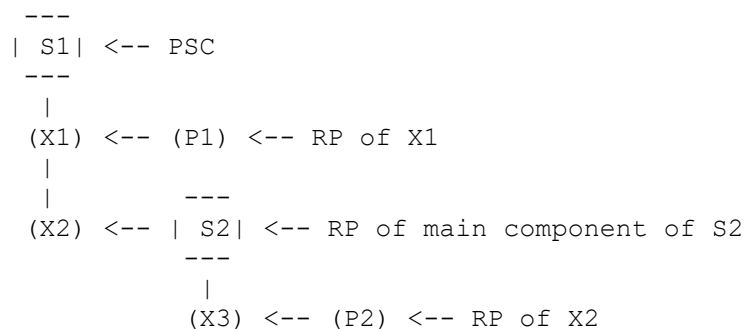 ---
| S1| <-- PSC
---
|
(X1) <-- (P1) <-- RP of X1
|
| ---
(X2) <-- | S2| <-- RP of main component of S2
---
|
(X3) <-- (P2) <-- RP of X2